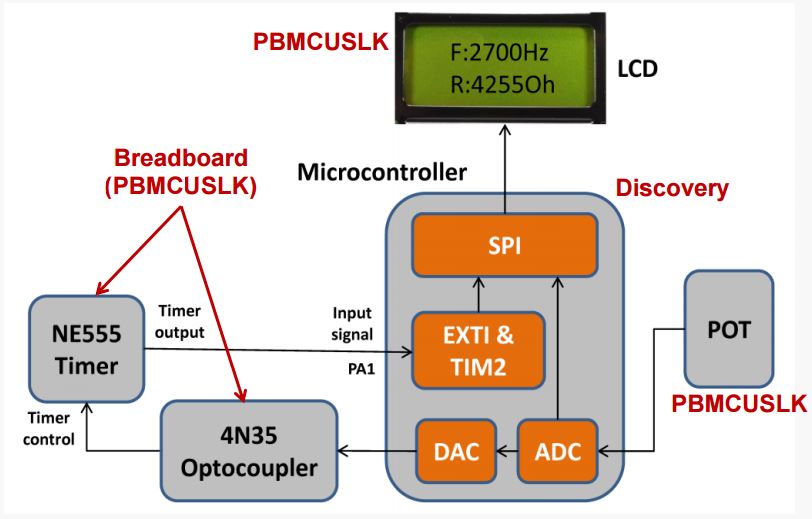 PBMCUSLK
F:2700Hz
R:4255Oh
LCD
Breadboard
(PBMCUSLK)
Microcontroller
Discovery
SPI
NE555
Timer
Timer
output
Input
signal
PA1
EXTI &
TIM2
POT
PBMCUSLK
Timer
control
4N35
Optocoupler
DAC
ADC